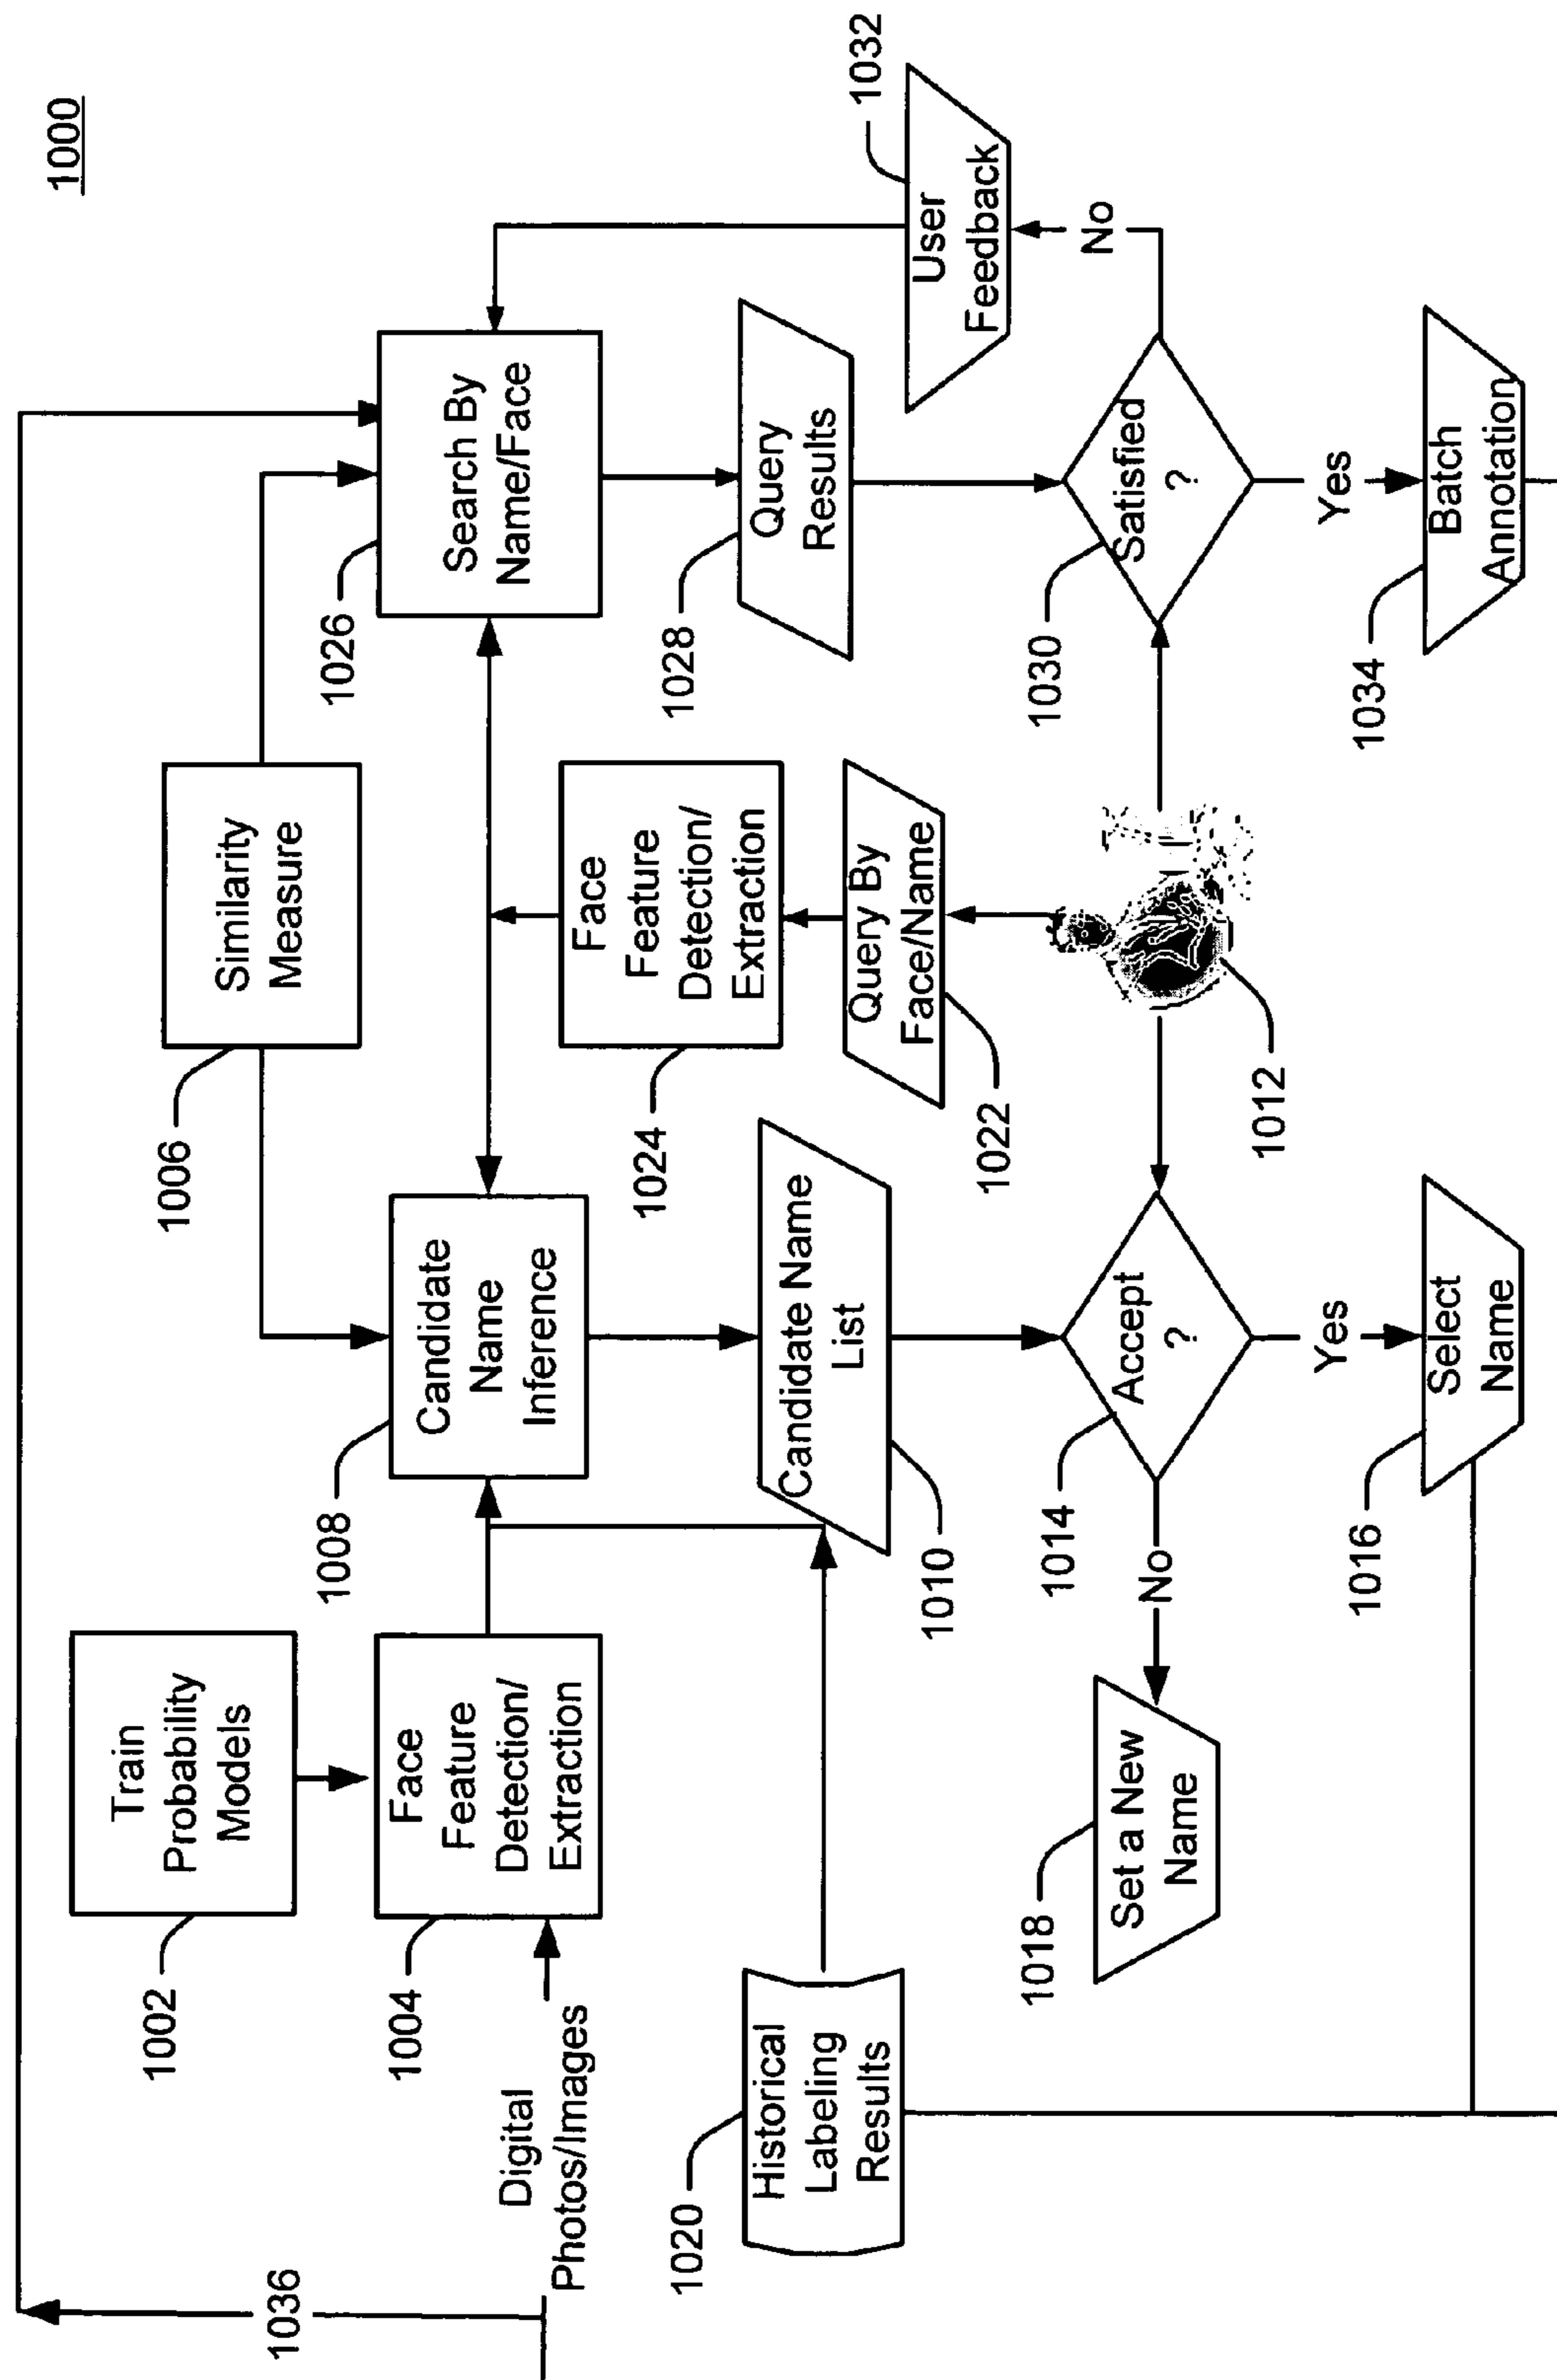 1000
Train
Probability
Models
1002
Similarity
Measure
1006
Face
Feature
Detection/
Extraction
1004
Digital
Photos/Images
1036
Candidate
Name
Inference
1008
Search By
Name/Face
1026
Face
Feature
Detection/
Extraction
1024
Historical
Labeling
Results
1020
Candidate Name
List
1010
Query By
Face/Name
1022
Query
Results
1028
User
Feedback
1032
No
Set a New
Name
1018
No
Accept
?
1014
1012
Satisfied
?
1030
Yes
Yes
Select
Name
1016
Batch
Annotation
1034